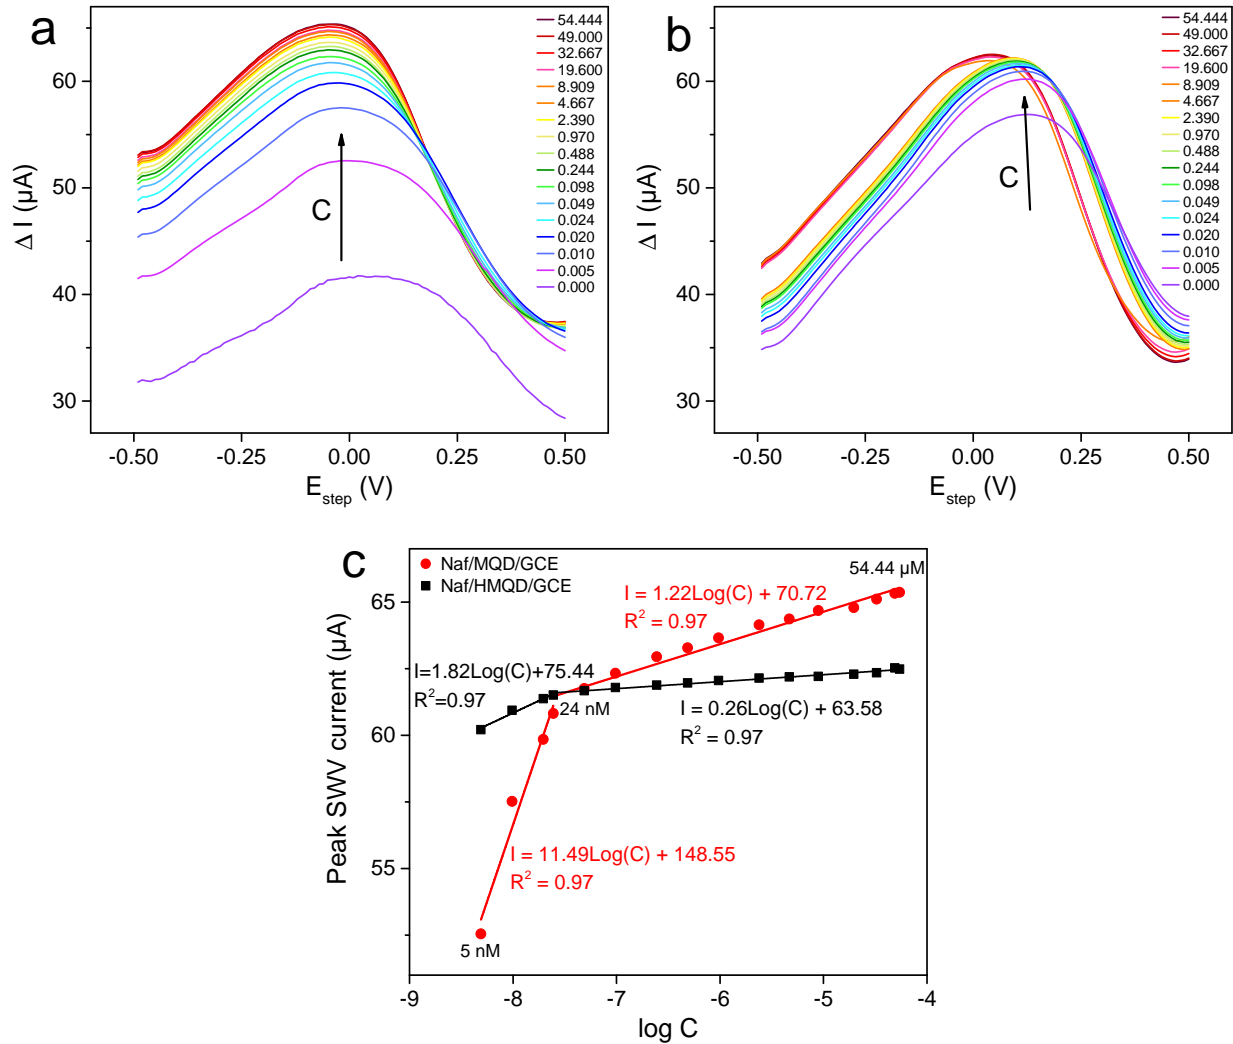 a
54.444
49.000
32.667
19.600
8.909
4.667
2.390
0.970
0.488
0.244
0.098
0.049
0.024
0.020
0.010
0.005
0.000
C
60
50
40
30
Δ I (µA)
-0.50
-0.25
0.00
0.25
0.50
E_step (V)
b
54.444
49.000
32.667
19.600
8.909
4.667
2.390
0.970
0.488
0.244
0.098
0.049
0.024
0.020
0.010
0.005
0.000
C
60
50
40
30
Δ I (µA)
-0.50
-0.25
0.00
0.25
0.50
E_step (V)
c
Naf/MQD/GCE
Naf/HMQD/GCE
54.44 µM
I = 1.22Log(C) + 70.72
R² = 0.97
I=1.82Log(C)+75.44
R²=0.97
24 nM
I = 0.26Log(C) + 63.58
R² = 0.97
I = 11.49Log(C) + 148.55
R² = 0.97
5 nM
65
60
55
Peak SWV current (µA)
-9
-8
-7
-6
-5
-4
log C